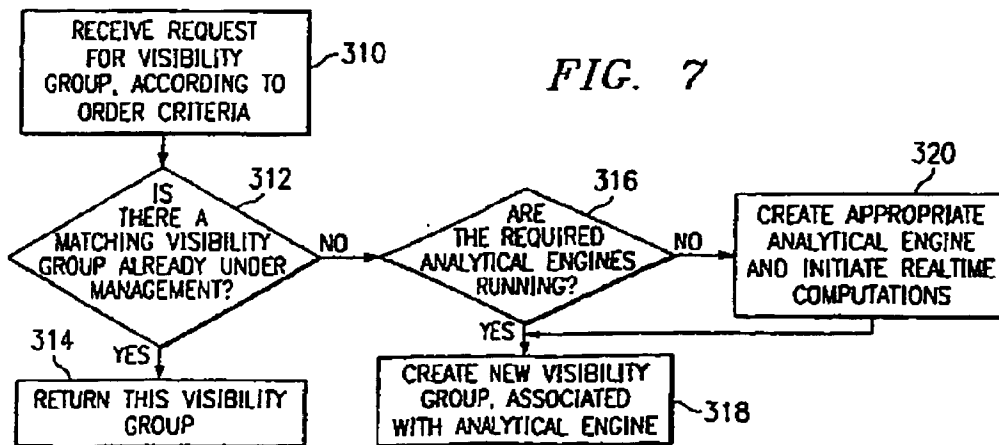 RECEIVE REQUEST
FOR VISIBILITY
GROUP, ACCORDING TO
ORDER CRITERIA
310
FIG. 7
IS
THERE A
MATCHING VISIBILITY
GROUP ALREADY UNDER
MANAGEMENT?
312
NO
YES
314
RETURN THIS VISIBILITY
GROUP
ARE
THE REQUIRED
ANALYTICAL ENGINES
RUNNING?
316
NO
YES
320
CREATE APPROPRIATE
ANALYTICAL ENGINE
AND INITIATE REALTIME
COMPUTATIONS
CREATE NEW VISIBILITY
GROUP, ASSOCIATED
WITH ANALYTICAL ENGINE
318